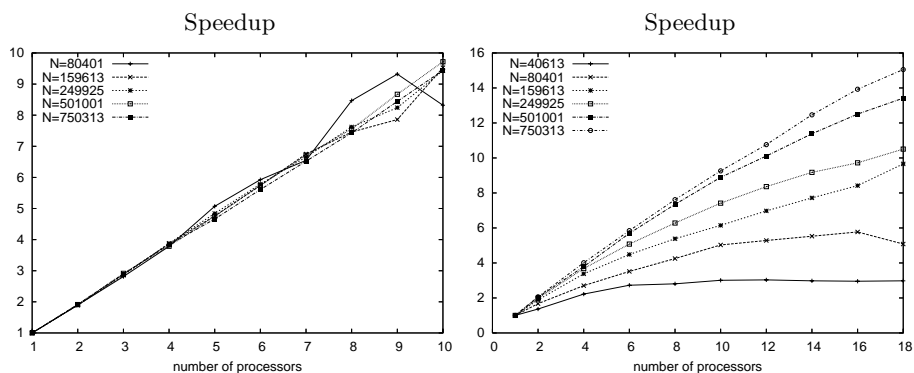 Speedup
10
9
8
7
6
5
4
3
2
1
N=80401
N=159613
N=249925
N=501001
N=750313
1 2 3 4 5 6 7 8 9 10
number of processors
Speedup
16
14
12
10
8
6
4
2
0
N=40613
N=80401
N=159613
N=249925
N=501001
N=750313
0 2 4 6 8 10 12 14 16 18
number of processors